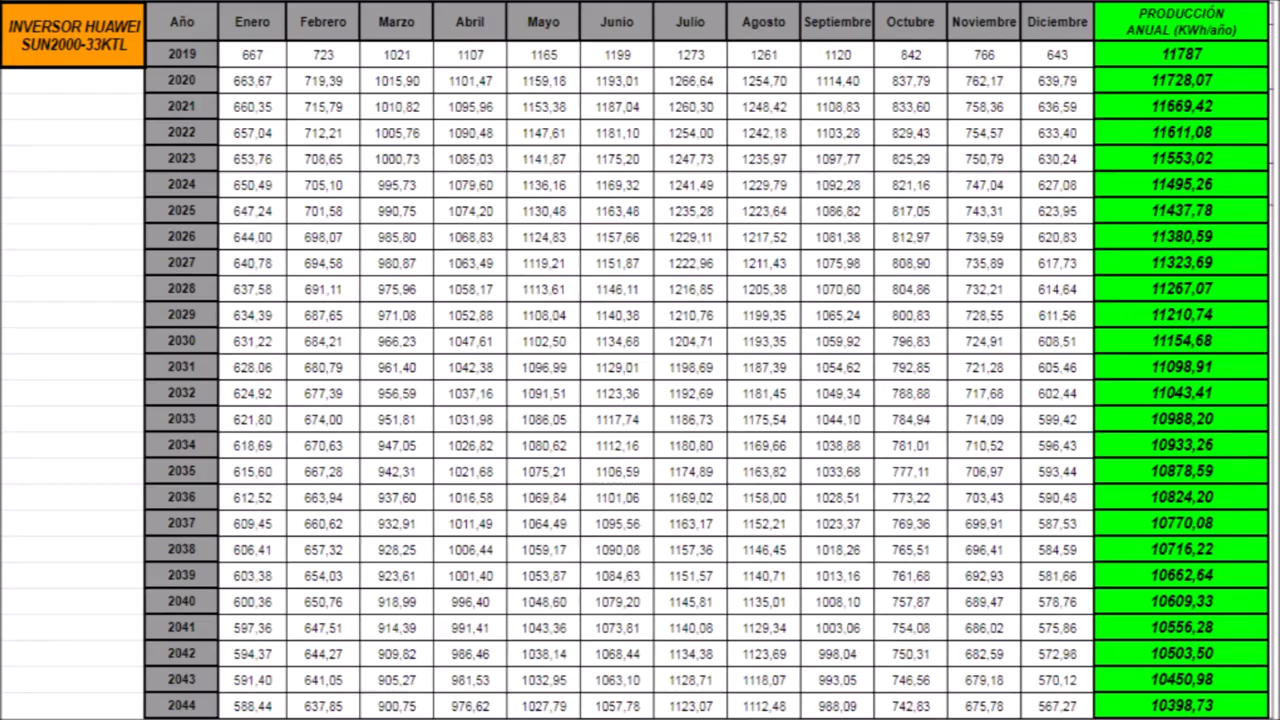 INVERSOR HUAWEI
SUN2000-33KTL
Año Enero Febrero Marzo Abril Mayo Junio Julio Agosto Septiembre Octubre Noviembre Diciembre PRODUCCIÓN
ANUAL (KWh/año)
2019 667 723 1021 1107 1165 1199 1273 1261 1120 842 766 643 11787
2020 663,67 719,39 1015,90 1101,47 1159,18 1193,01 1266,64 1254,70 1114,40 837,79 762,17 639,79 11728,07
2021 660,35 715,79 1010,82 1095,96 1153,38 1187,04 1260,30 1248,42 1108,83 833,60 758,36 636,59 11669,42
2022 657,04 712,21 1005,76 1090,48 1147,61 1181,10 1254,00 1242,18 1103,28 829,43 754,57 633,40 11611,08
2023 653,76 708,65 1000,73 1085,03 1141,87 1175,20 1247,73 1235,97 1097,77 825,29 750,79 630,24 11553,02
2024 650,49 705,10 995,73 1079,60 1136,16 1169,32 1241,49 1229,79 1092,28 821,16 747,04 627,08 11495,26
2025 647,24 701,58 990,75 1074,20 1130,48 1163,48 1235,28 1223,64 1086,82 817,05 743,31 623,95 11437,78
2026 644,00 698,07 985,80 1068,83 1124,83 1157,66 1229,11 1217,52 1081,38 812,97 739,59 620,83 11380,59
2027 640,78 694,58 980,87 1063,49 1119,21 1151,87 1222,96 1211,43 1075,98 808,90 735,89 617,73 11323,69
2028 637,58 691,11 975,96 1058,17 1113,61 1146,11 1216,85 1205,38 1070,60 804,86 732,21 614,64 11267,07
2029 634,39 687,65 971,08 1052,88 1108,04 1140,38 1210,76 1199,35 1065,24 800,83 728,55 611,56 11210,74
2030 631,22 684,21 966,23 1047,61 1102,50 1134,68 1204,71 1193,35 1059,92 796,83 724,91 608,51 11154,68
2031 628,06 680,79 961,40 1042,38 1096,99 1129,01 1198,69 1187,39 1054,62 792,85 721,28 605,46 11098,91
2032 624,92 677,39 956,59 1037,16 1091,51 1123,36 1192,69 1181,45 1049,34 788,88 717,68 602,44 11043,41
2033 621,80 674,00 951,81 1031,98 1086,05 1117,74 1186,73 1175,54 1044,10 784,94 714,09 599,42 10988,20
2034 618,69 670,63 947,05 1026,82 1080,62 1112,16 1180,80 1169,66 1038,88 781,01 710,52 596,43 10933,26
2035 615,60 667,28 942,31 1021,68 1075,21 1106,59 1174,89 1163,82 1033,68 777,11 706,97 593,44 10878,59
2036 612,52 663,94 937,60 1016,58 1069,84 1101,06 1169,02 1158,00 1028,51 773,22 703,43 590,48 10824,20
2037 609,45 660,62 932,91 1011,49 1064,49 1095,56 1163,17 1152,21 1023,37 769,36 699,91 587,53 10770,08
2038 606,41 657,32 928,25 1006,44 1059,17 1090,08 1157,36 1146,45 1018,26 765,51 696,41 584,59 10716,22
2039 603,38 654,03 923,61 1001,40 1053,87 1084,63 1151,57 1140,71 1013,16 761,68 692,93 581,66 10662,64
2040 600,36 650,76 918,99 996,40 1048,60 1079,20 1145,81 1135,01 1008,10 757,87 689,47 578,76 10609,33
2041 597,36 647,51 914,39 991,41 1043,36 1073,81 1140,08 1129,34 1003,06 754,08 686,02 575,86 10556,28
2042 594,37 644,27 909,82 986,46 1038,14 1068,44 1134,38 1123,69 998,04 750,31 682,59 572,98 10503,50
2043 591,40 641,05 905,27 981,53 1032,95 1063,10 1128,71 1118,07 993,05 746,56 679,18 570,12 10450,98
2044 588,44 637,85 900,75 976,62 1027,79 1057,78 1123,07 1112,48 988,09 742,83 675,78 567,27 10398,73